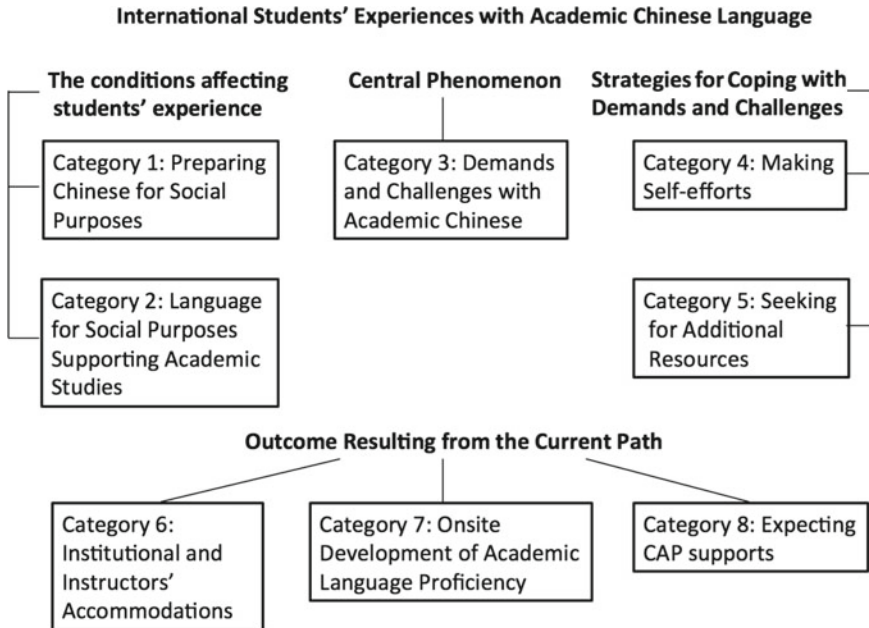 International Students' Experiences with Academic Chinese Language
The conditions affecting
students' experience
Central Phenomenon
Strategies for Coping with
Demands and Challenges
Category 1: Preparing
Chinese for Social
Purposes
Category 3: Demands
and Challenges with
Academic Chinese
Category 4: Making
Self-efforts
Category 2: Language
for Social Purposes
Supporting Academic
Studies
Category 5: Seeking
for Additional
Resources
Outcome Resulting from the Current Path
Category 6:
Institutional and
Instructors'
Accommodations
Category 7: Onsite
Development of Academic
Language Proficiency
Category 8: Expecting
CAP supports